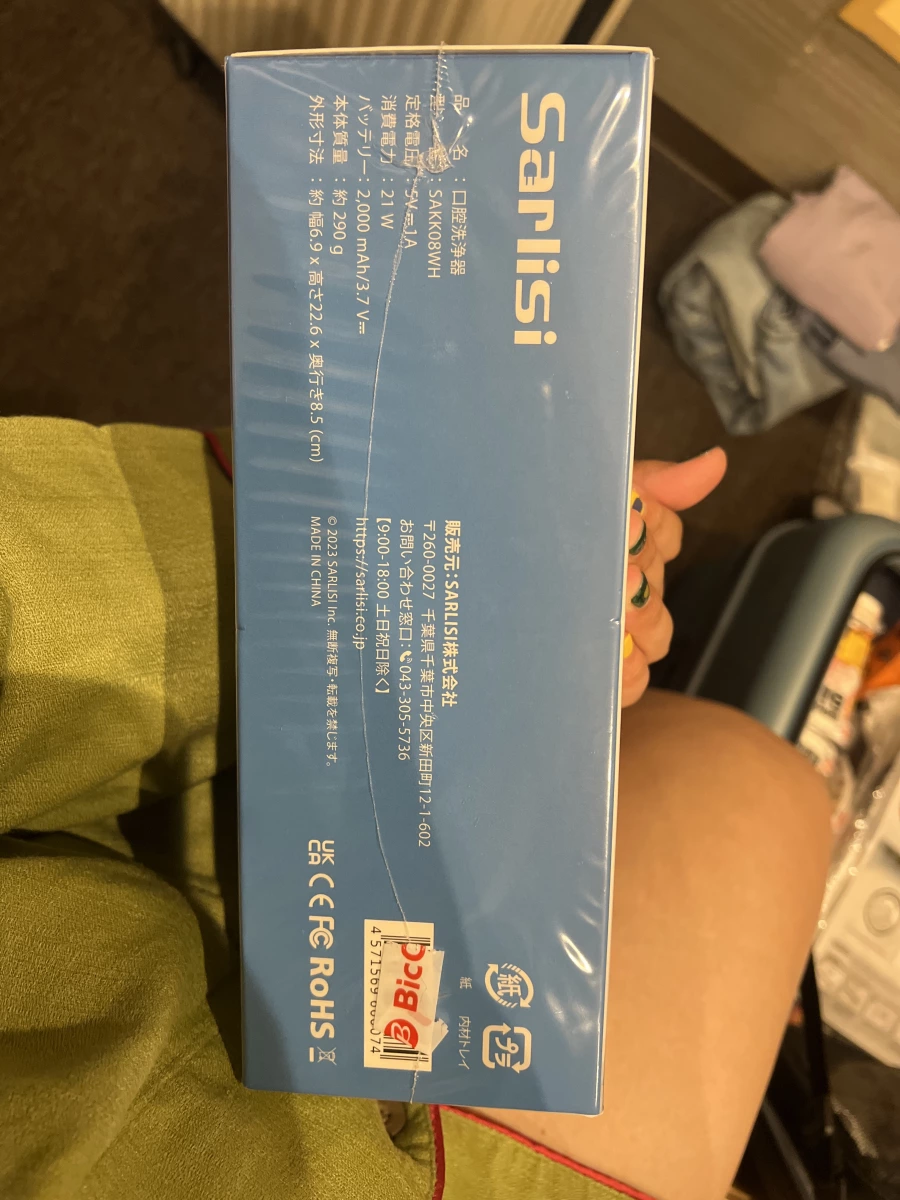 Sarlisi
品 名 : 口腔洗浄器
: SAKK08WH
定格電圧 : 5V⎓1A
消費電力 : 21 W
バッテリー : 2,000 mAh/3.7 V⎓
本体質量 : 約 290 g
外形寸法 : 約 幅6.9 x 高さ22.6 x 奥行き8.5 (cm)
販売元:SARLISI株式会社
〒260-0027 千葉県千葉市中央区新田町12-1-602
お問い合わせ窓口:043-305-5736
【9:00-18:00 土日祝日除く】
https://sarlisi.co.jp
© 2023 SARLISI Inc. 無断複写・転載を禁じます。
MADE IN CHINA
UK
CA CE FC RoHS
紙
プラ
紙
内材トレイ
Bicc
4 571569
074